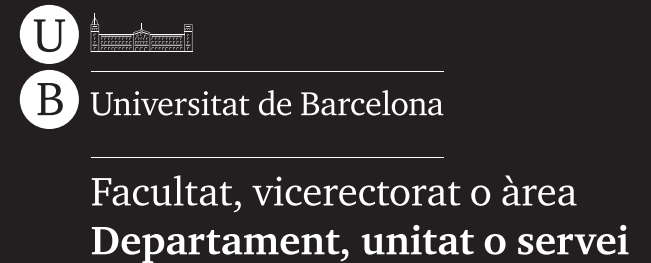 U
B
Universitat de Barcelona
Facultat, vicerectorat o àrea
Departament, unitat o servei